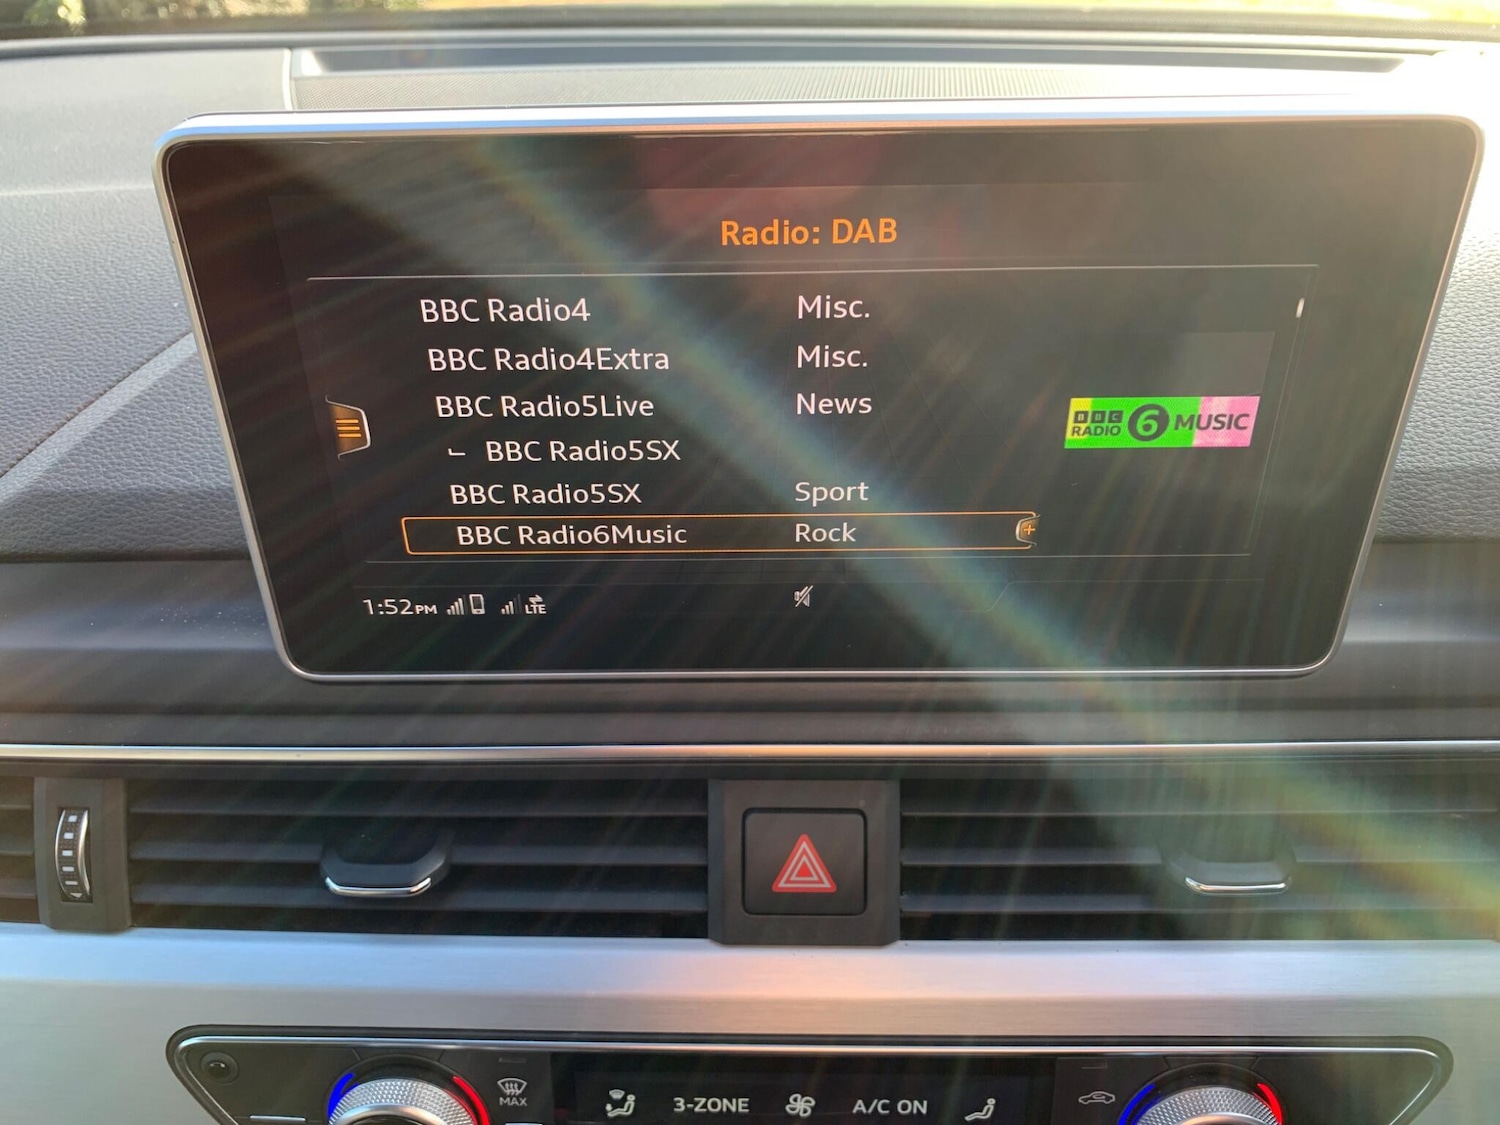 Radio: DAB
BBC Radio4 Misc.
BBC Radio4Extra Misc.
BBC Radio5Live News
BBC Radio5SX
BBC Radio5SX Sport
BBC Radio6Music Rock
BBC
RADIO 6 MUSIC
1:52PM LTE
MAX 3-ZONE A/C ON